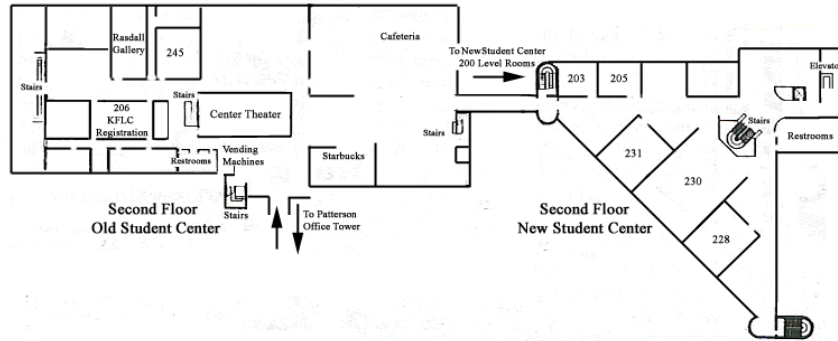 Rasdall
Gallery
245
Stairs
206
KFLC
Registration
Stairs
Center Theater
Restrooms
Vending
Machines
Stairs
Second Floor
Old Student Center
To Patterson
Office Tower
Cafeteria
Starbucks
Stairs
To NewStudent Center
200 Level Rooms
203
205
Elevator
Stairs
Restrooms
231
230
228
Second Floor
New Student Center